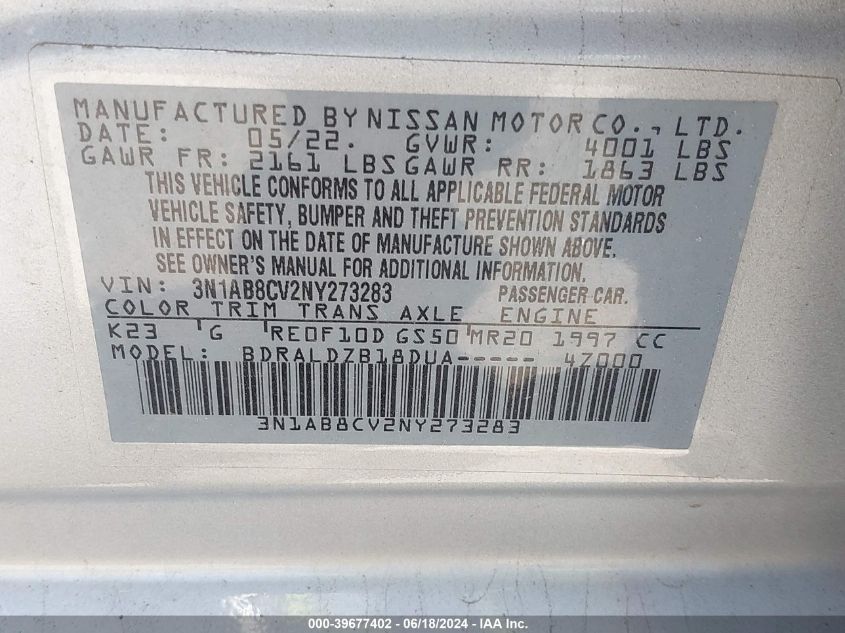 MANUFACTURED BY NISSAN MOTOR CO., LTD.
DATE: 05/22. GVWR: 4001 LBS
GAWR FR: 2161 LBS GAWR RR: 1863 LBS
THIS VEHICLE CONFORMS TO ALL APPLICABLE FEDERAL MOTOR
VEHICLE SAFETY, BUMPER AND THEFT PREVENTION STANDARDS
IN EFFECT ON THE DATE OF MANUFACTURE SHOWN ABOVE.
SEE OWNER'S MANUAL FOR ADDITIONAL INFORMATION.
VIN: 3N1AB8CV2NY273283 PASSENGER CAR.
COLOR TRIM TRANS AXLE ENGINE
K23 G RE0F10D GS50 MR20 1997 CC
MODEL: BDRALDZB18DUA----- 4Z000
3N1AB8CV2NY273283
000-39677402 - 06/18/2024 - IAA Inc.